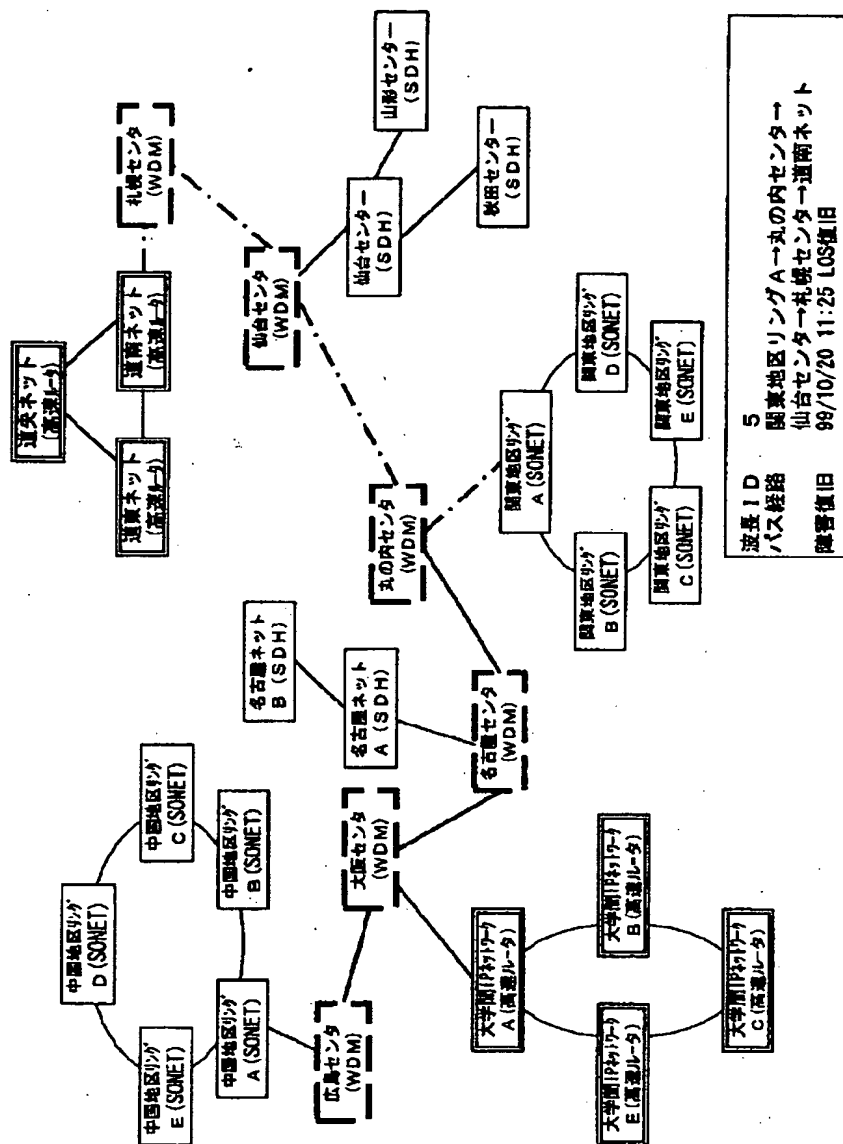 中国地区リング
D (SONET)
中国地区リング
E (SONET)
中国地区リング
C (SONET)
中国地区リング
A (SONET)
中国地区リング
B (SONET)
広島センタ
(WDM)
大阪センタ
(WDM)
大学間IPネットワーク
A (高速ルータ)
大学間IPネットワーク
E (高速ルータ)
大学間IPネットワーク
B (高速ルータ)
大学間IPネットワーク
C (高速ルータ)
名古屋ネット
B (SDH)
名古屋ネット
A (SDH)
名古屋センタ
(WDM)
丸の内センタ
(WDM)
関東地区リング
A (SONET)
関東地区リング
B (SONET)
関東地区リング
D (SONET)
関東地区リング
C (SONET)
関東地区リング
E (SONET)
道央ネット
(高速ルータ)
道東ネット
(高速ルータ)
道南ネット
(高速ルータ)
札幌センタ
(WDM)
仙台センタ
(WDM)
仙台センター
(SDH)
山形センター
(SDH)
秋田センター
(SDH)
波長ID 5
パス経路 関東地区リングA→丸の内センタ→
仙台センタ→札幌センタ→道南ネット
障害復旧 99/10/20 11:25 LOS復旧